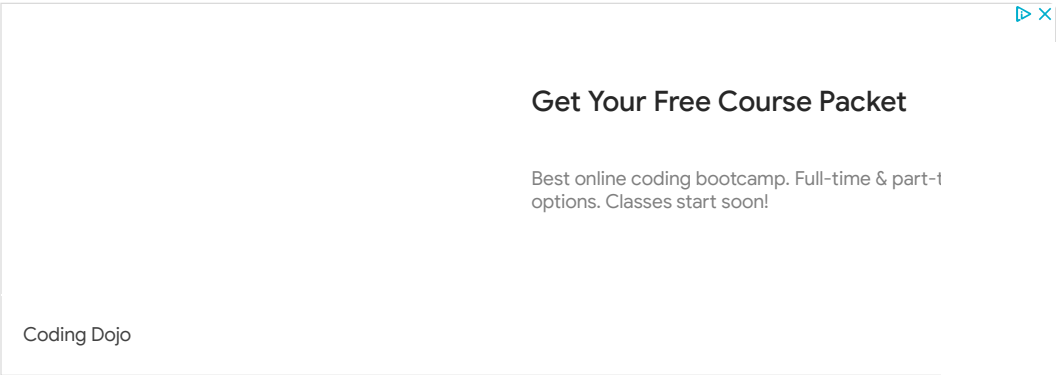 Get Your Free Course Packet
Best online coding bootcamp. Full-time & part-t
options. Classes start soon!
Coding Dojo